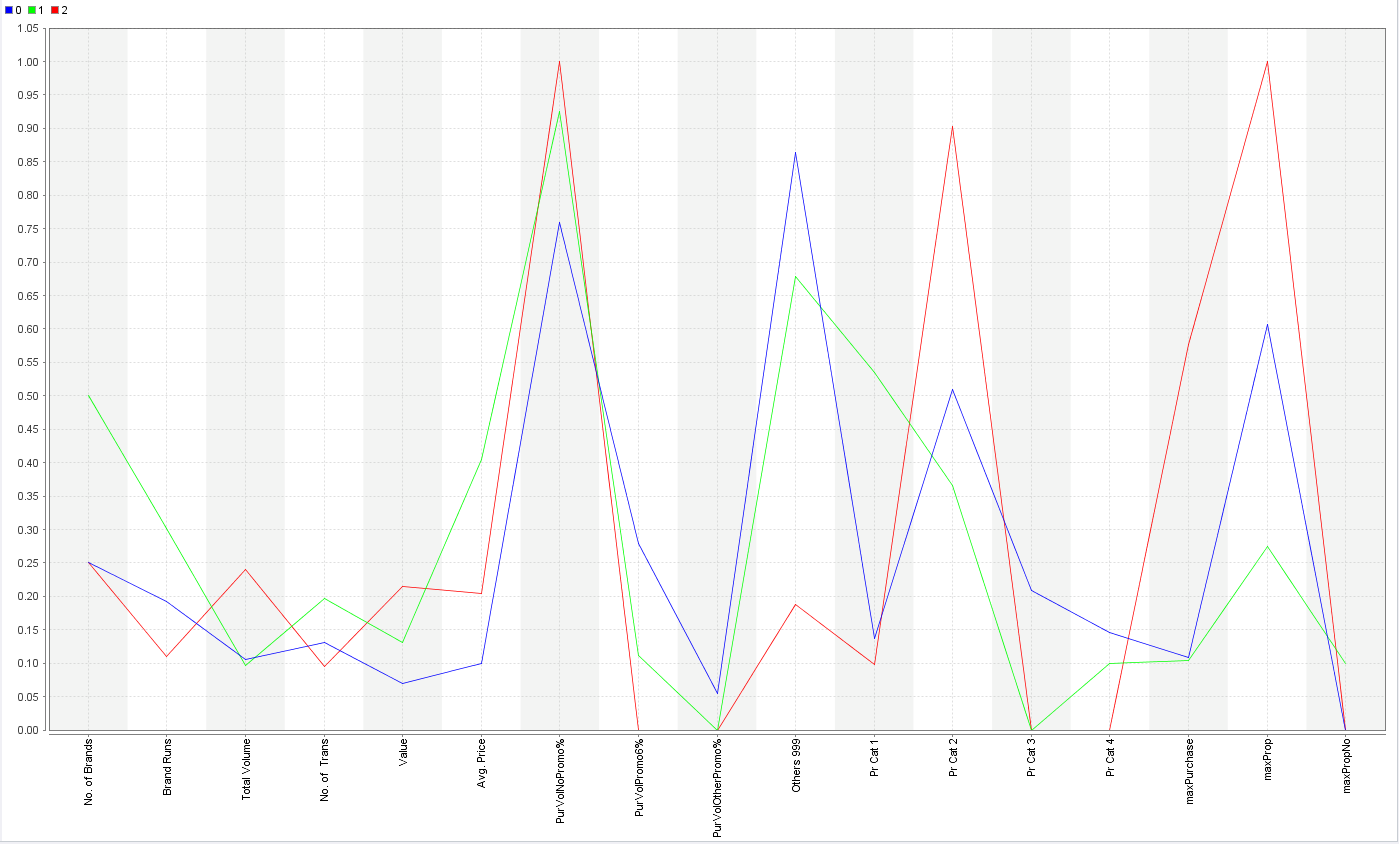 0 1 2
1.05
1.00
0.95
0.90
0.85
0.80
0.75
0.70
0.65
0.60
0.55
0.50
0.45
0.40
0.35
0.30
0.25
0.20
0.15
0.10
0.05
0.00
No. of Brands
Brand Runs
Total Volume
No. of Trans
Value
Avg. Price
PurVolNoPromo%
PurVolPromo6%
PurVolOtherPromo%
Others 999
Pr Cat 1
Pr Cat 2
Pr Cat 3
Pr Cat 4
maxPurchase
maxProp
maxPropNo